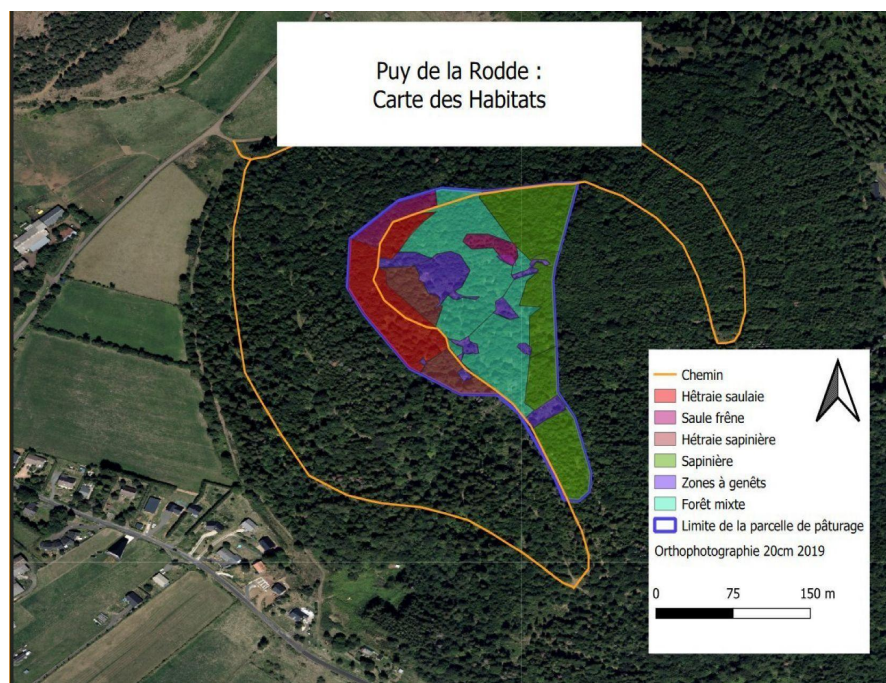 Puy de la Rodde :
Carte des Habitats
Chemin
Hêtraie saulaie
Saule frêne
Hétraie sapinière
Sapinière
Zones à genêts
Forêt mixte
Limite de la parcelle de pâturage
Orthophotographie 20cm 2019
0 75 150 m